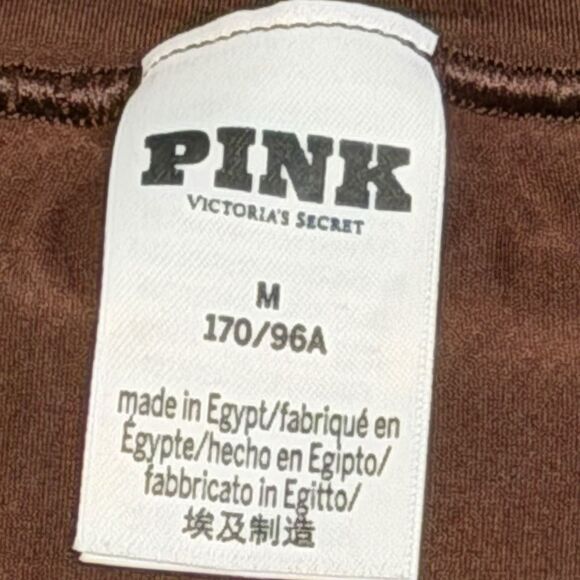 PINK
VICTORIA'S SECRET
M
170/96A
made in Egypt/fabriqué en
Égypte/hecho en Egipto/
fabbricato in Egitto/
埃及制造